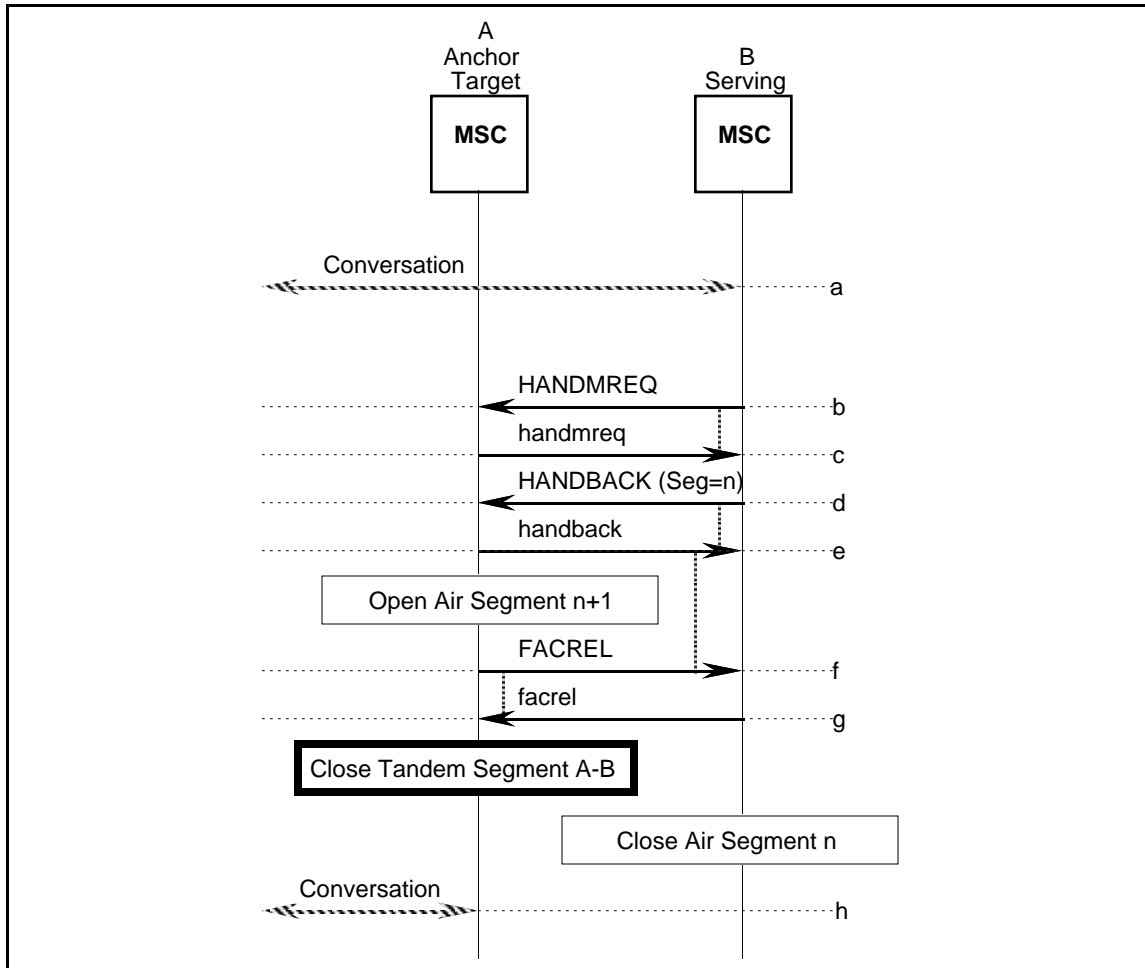 A
Anchor
Target
B
Serving
MSC
MSC
Conversation
a
HANDMREQ
b
handmreq
c
HANDBACK (Seg=n)
d
handback
e
Open Air Segment n+1
FACREL
f
facrel
g
Close Tandem Segment A-B
Close Air Segment n
Conversation
h